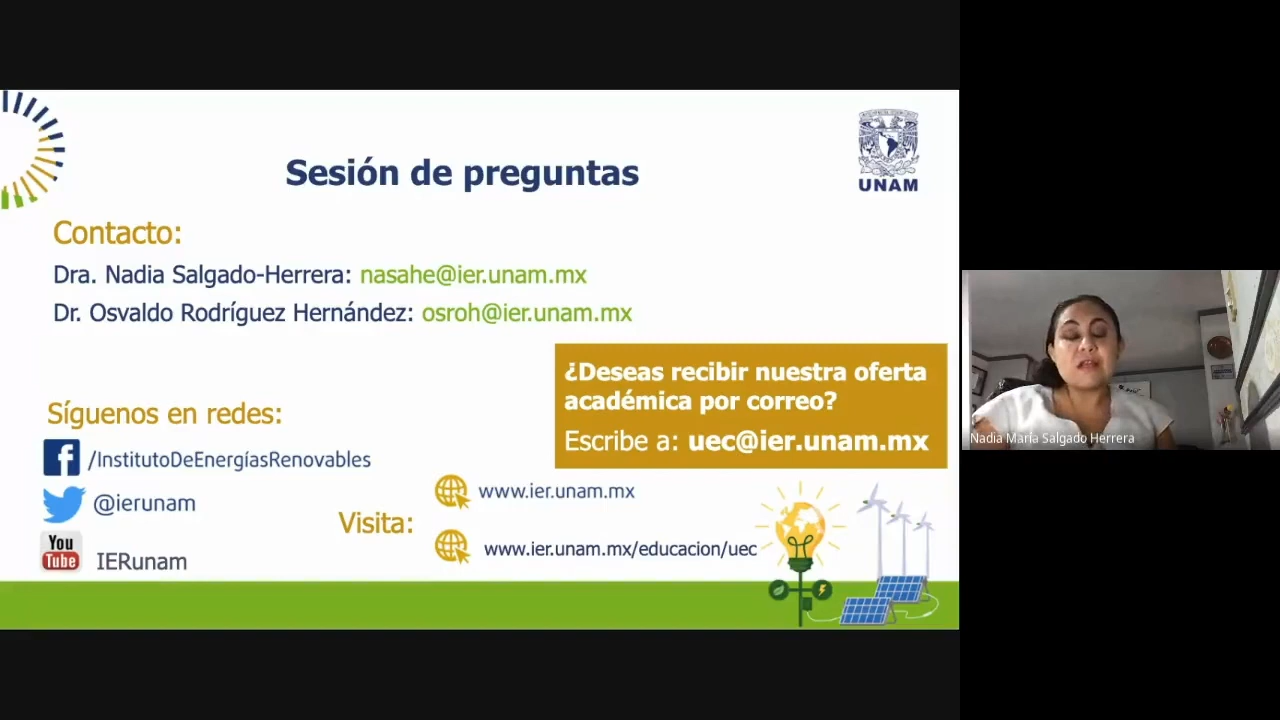 Sesión de preguntas
UNAM
Contacto:
Dra. Nadia Salgado-Herrera: nasahe@ier.unam.mx
Dr. Osvaldo Rodríguez Hernández: osroh@ier.unam.mx
¿Deseas recibir nuestra oferta
académica por correo?
Escribe a: uec@ier.unam.mx
Síguenos en redes:
f /InstitutoDeEnergíasRenovables
@ierunam
You
Tube
IERunam
Visita:
www.ier.unam.mx
www.ier.unam.mx/educacion/uec
Nadia María Salgado Herrera